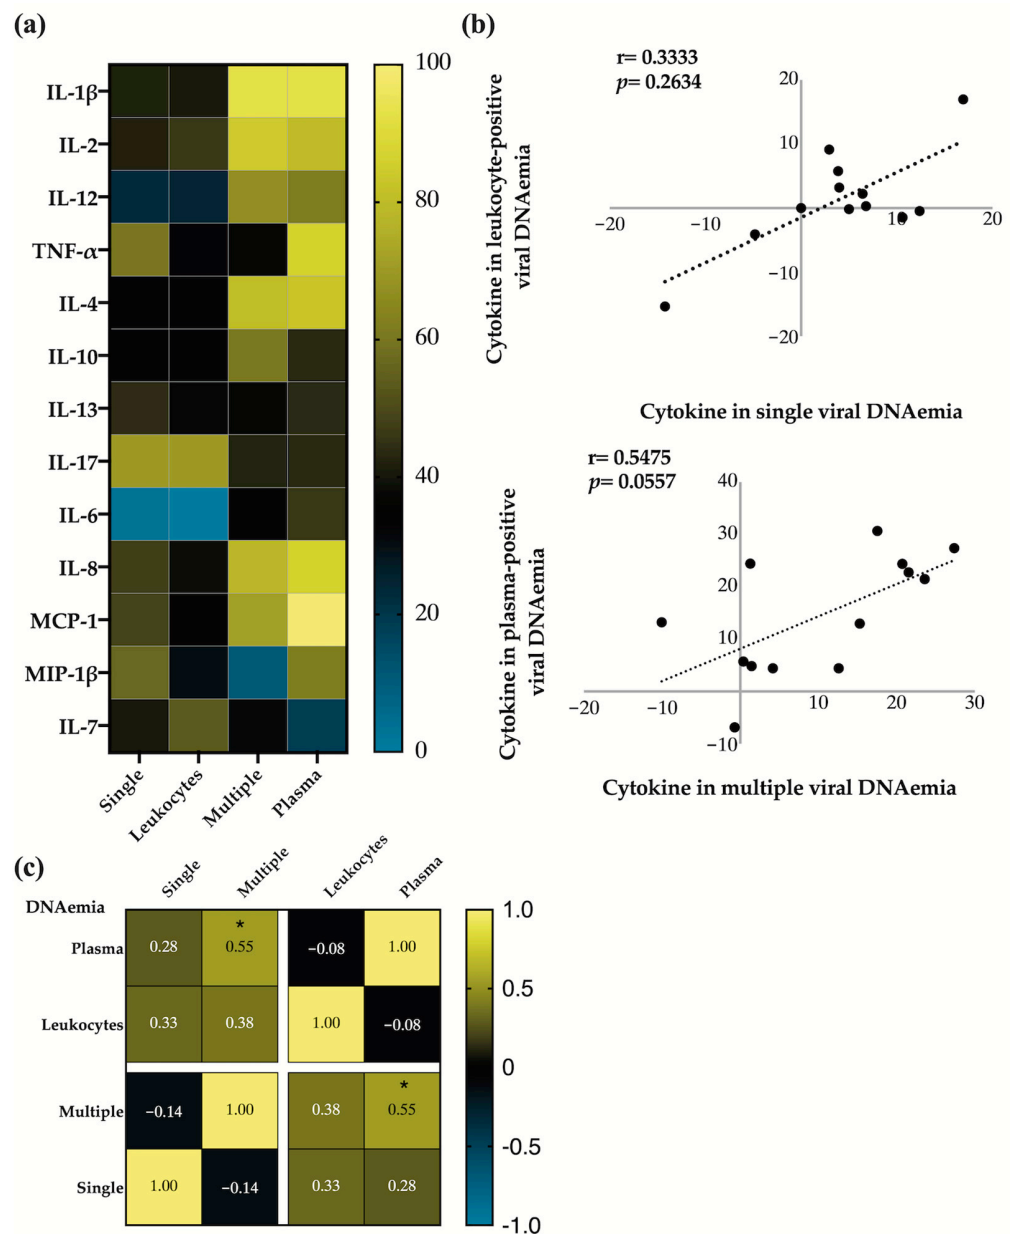 (a)
100
80
60
40
20
0
IL-1β
IL-2
IL-12
TNF-α
IL-4
IL-10
IL-13
IL-17
IL-6
IL-8
MCP-1
MIP-1β
IL-7
Single
Leukocytes
Multiple
Plasma
(b)
r= 0.3333
p= 0.2634
Cytokine in leukocyte-positive
viral DNAemia
20
10
−10
−20
−20
−10
10
20
Cytokine in single viral DNAemia
r= 0.5475
p= 0.0557
Cytokine in plasma-positive
viral DNAemia
40
30
20
10
−10
−20
−10
10
20
30
Cytokine in multiple viral DNAemia
(c)
Single
Multiple
Leukocytes
Plasma
DNAemia
Plasma
0.28
*
0.55
−0.08
1.00
Leukocytes
0.33
0.38
1.00
−0.08
Multiple
−0.14
1.00
0.38
*
0.55
Single
1.00
−0.14
0.33
0.28
1.0
0.5
0
-0.5
-1.0